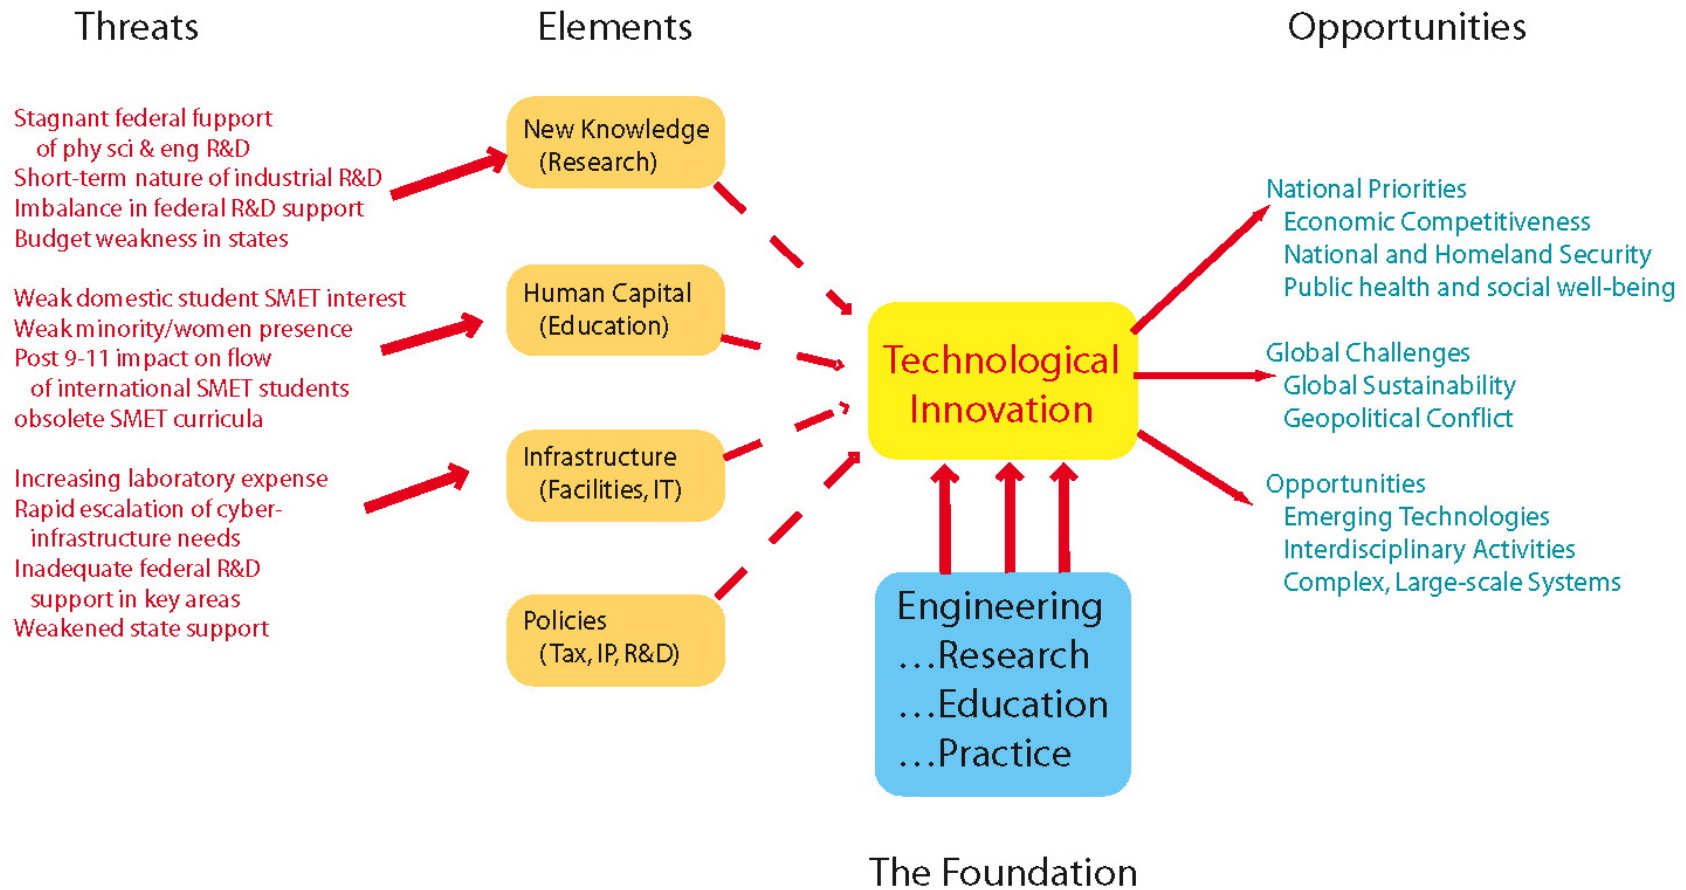 Threats
Elements
Opportunities
Stagnant federal fupport
of phy sci & eng R&D
Short-term nature of industrial R&D
Imbalance in federal R&D support
Budget weakness in states
Weak domestic student SMET interest
Weak minority/women presence
Post 9-11 impact on flow
of international SMET students
obsolete SMET curricula
Increasing laboratory expense
Rapid escalation of cyber-
infrastructure needs
Inadequate federal R&D
support in key areas
Weakened state support
New Knowledge
(Research)
Human Capital
(Education)
Infrastructure
(Facilities, IT)
Policies
(Tax, IP, R&D)
Technological
Innovation
Engineering
...Research
...Education
...Practice
The Foundation
National Priorities
Economic Competitiveness
National and Homeland Security
Public health and social well-being
Global Challenges
Global Sustainability
Geopolitical Conflict
Opportunities
Emerging Technologies
Interdisciplinary Activities
Complex, Large-scale Systems